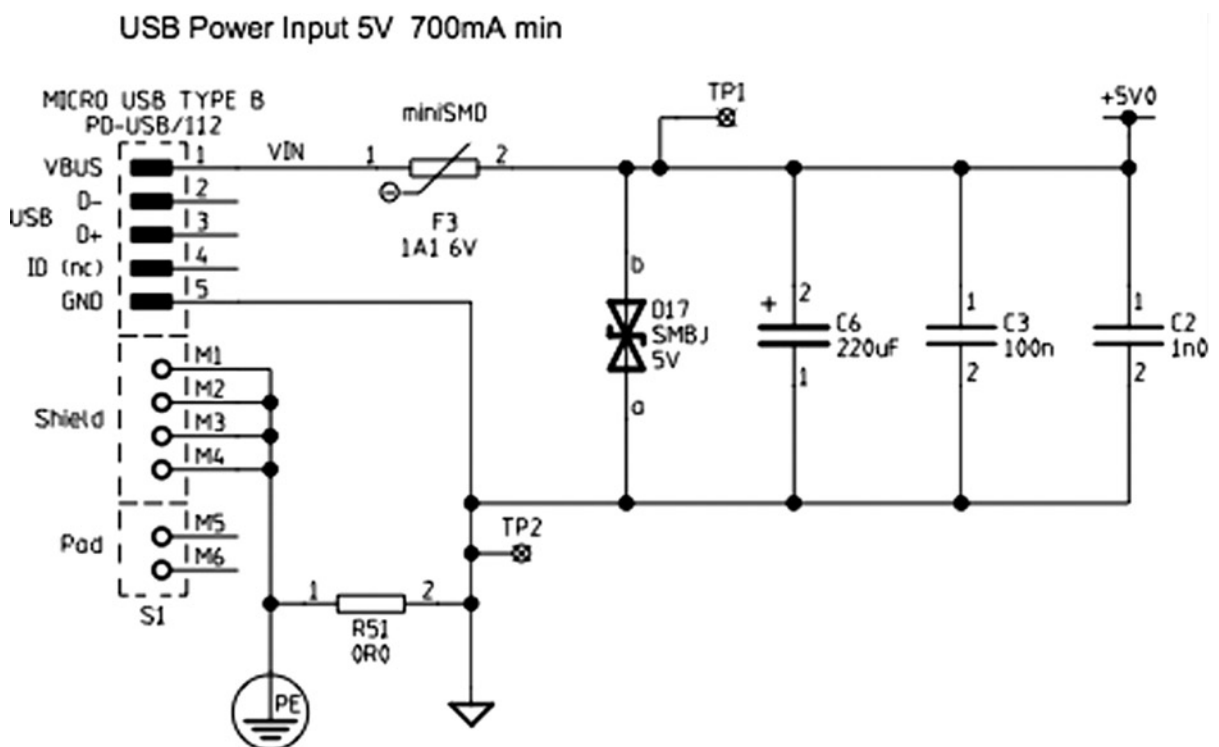 USB Power Input 5V 700mA min
MICRO USB TYPE B
PD-USB/112
miniSMD
TP1
+5V0
VBUS 1 VIN 1 2
D- 2
USB
D+ 3
F3
1A1 6V
ID (nc) 4
GND 5
b
D17
SMBJ
5V
a
+ 2
C6
220uF
1
1
C3
100n
2
1
C2
1n0
2
M1
M2
Shield
M3
M4
Pad
M5
M6
S1
TP2
1 2
R51
0R0
PE